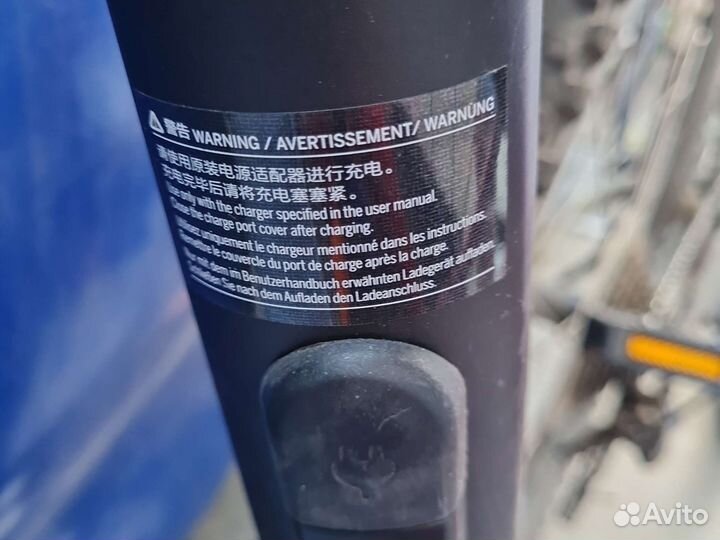 警告 WARNING / AVERTISSEMENT/ WARNUNG
请使用原装电源适配器进行充电。
充电完毕后请将充电塞塞紧。
Use only with the charger specified in the user manual.
Close the charge port cover after charging.
Utilisez uniquement le chargeur mentionné dans les instructions.
Remettre le couvercle du port de charge après la charge.
Nur mit dem im Benutzerhandbuch erwähnten Ladegerät aufladen.
Schließen Sie nach dem Aufladen den Ladeanschluss.
Avito